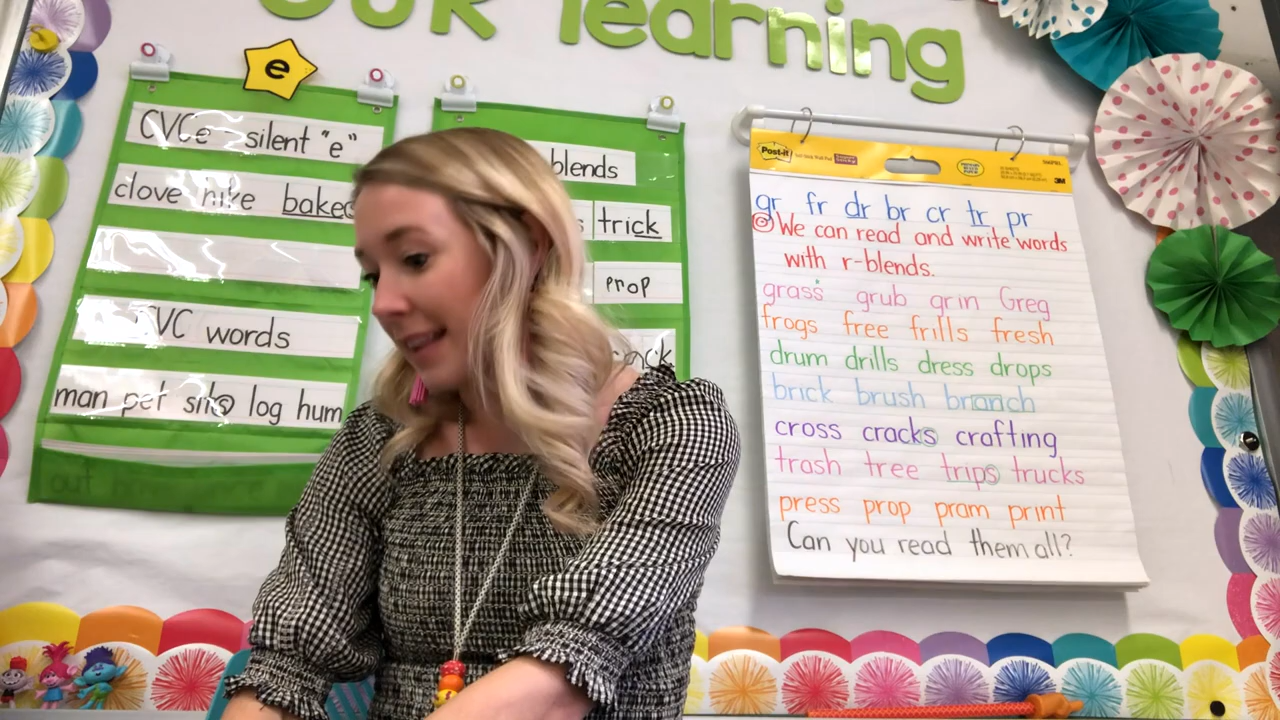 our learning
e
CVCe - silent "e"
clove hike baked
CVC words
man pet sits log hum
blends
trick
prop
Post-it
3M
gr fr dr br cr tr pr
We can read and write words
with r-blends.
grass grub grin Greg
frogs free frills fresh
drum drills dress drops
brick brush branch
cross cracks crafting
trash tree trips trucks
press prop pram print
Can you read them all?